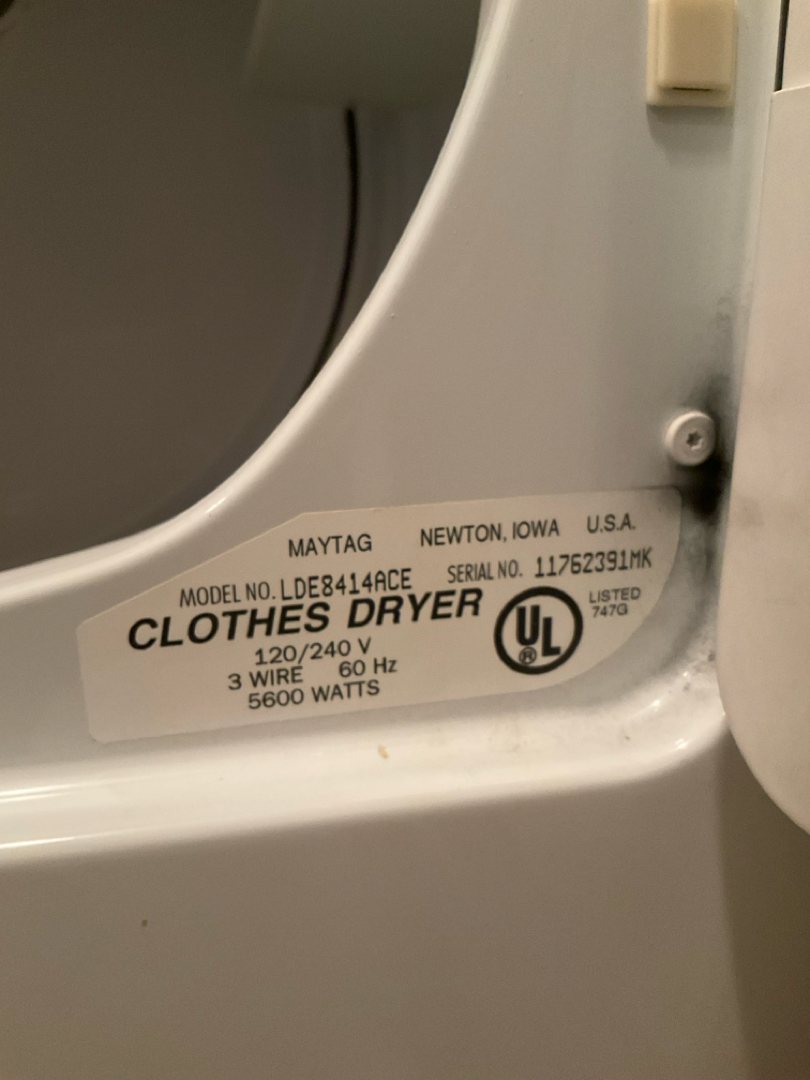 MAYTAG NEWTON, IOWA U.S.A.
MODEL NO. LDE8414ACE SERIAL NO. 11762391MK
CLOTHES DRYER
UL
®
LISTED
747G
120/240 V
3 WIRE 60 Hz
5600 WATTS